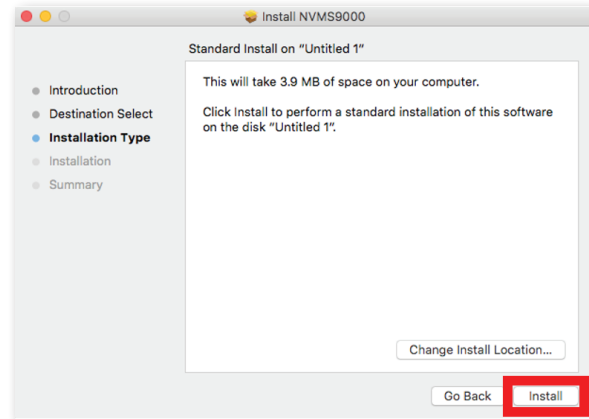 Install NVMS9000
Standard Install on “Untitled 1”
Introduction
Destination Select
Installation Type
Installation
Summary
This will take 3.9 MB of space on your computer.
Click Install to perform a standard installation of this software
on the disk “Untitled 1”.
Change Install Location...
Go Back
Install